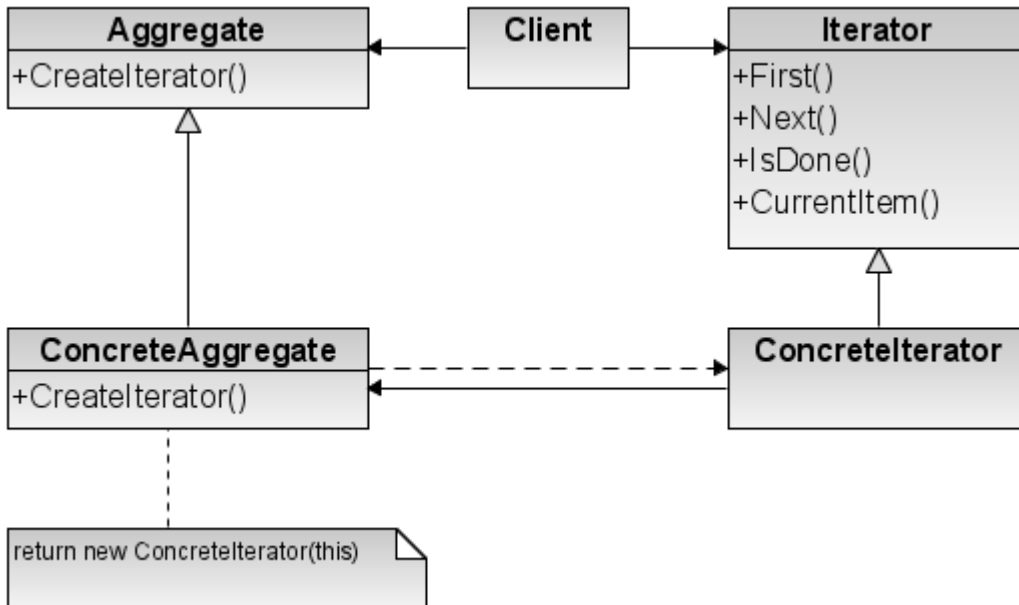 Aggregate
+CreateIterator()
Client
Iterator
+First()
+Next()
+IsDone()
+CurrentItem()
ConcreteAggregate
+CreateIterator()
ConcreteIterator
return new ConcreteIterator(this)